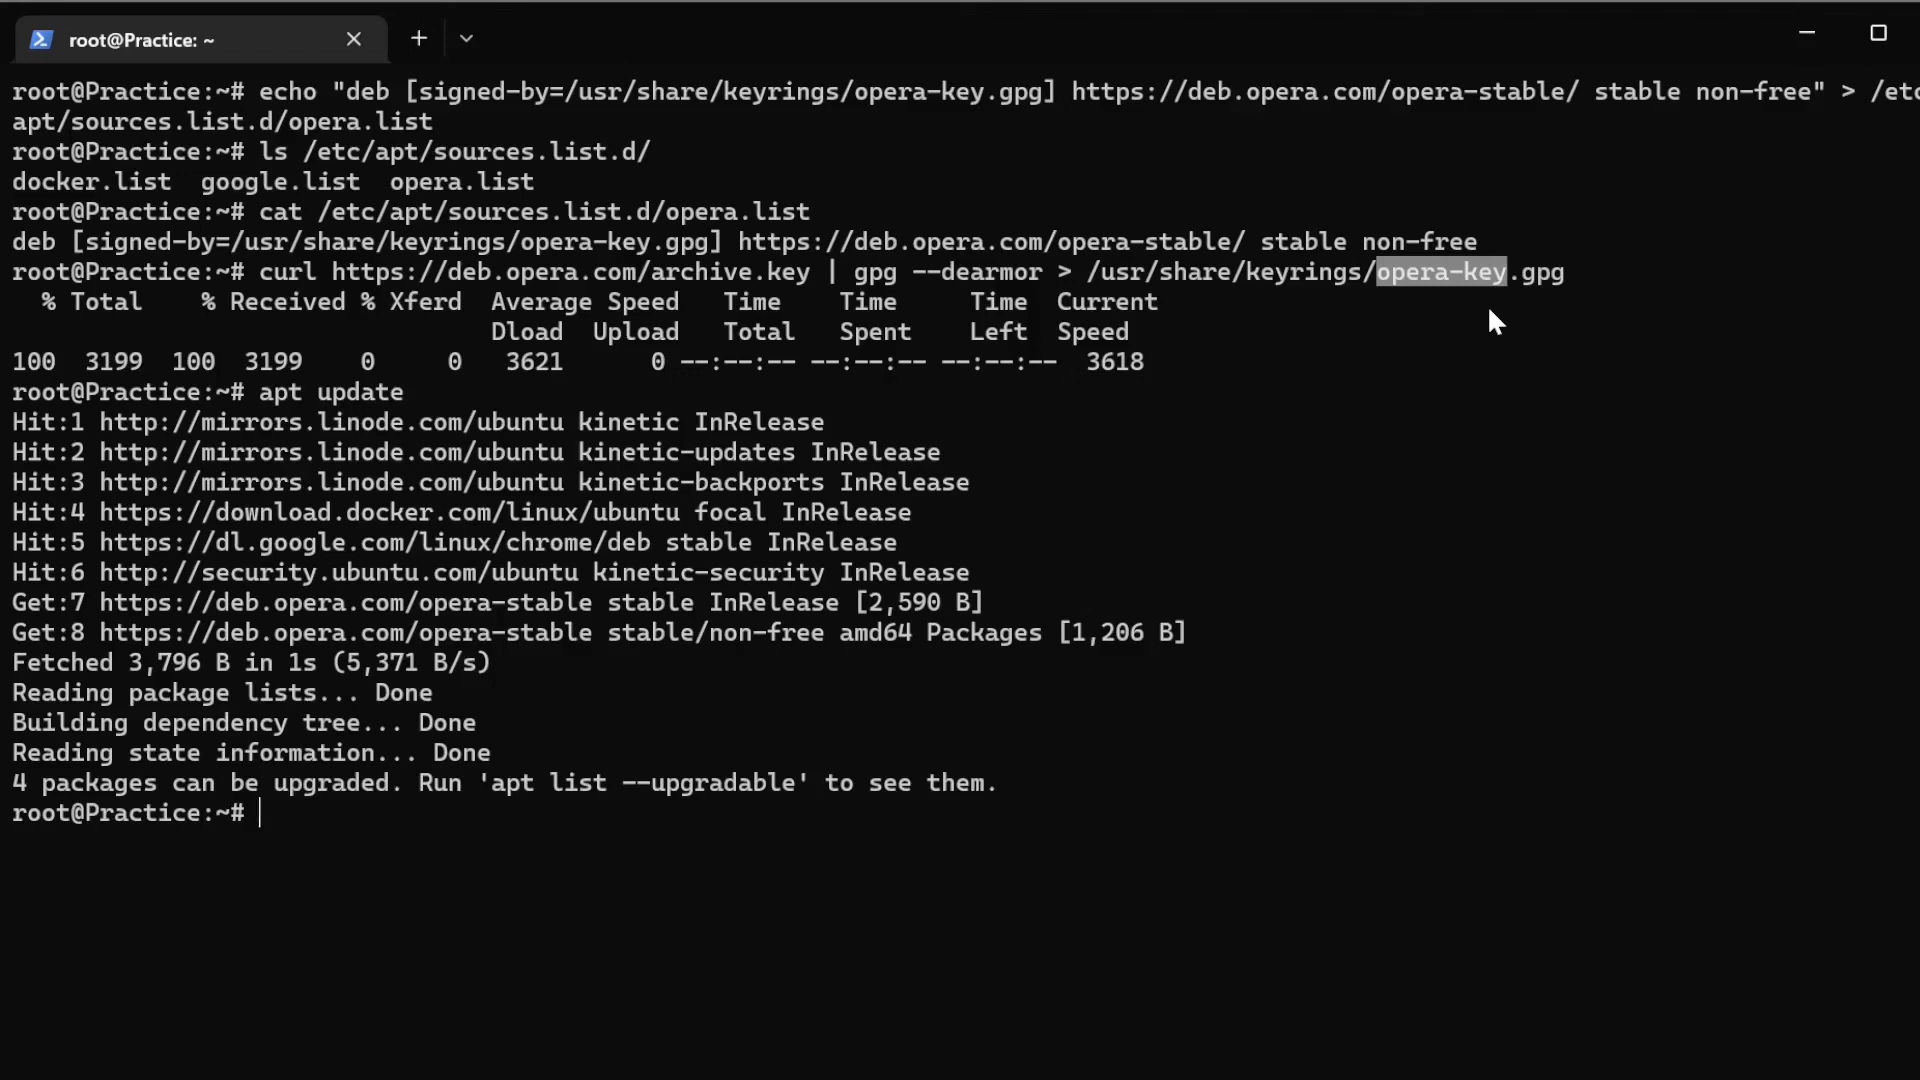 root@Practice: ~
root@Practice:~# echo "deb [signed-by=/usr/share/keyrings/opera-key.gpg] https://deb.opera.com/opera-stable/ stable non-free" > /etc
apt/sources.list.d/opera.list
root@Practice:~# ls /etc/apt/sources.list.d/
docker.list  google.list  opera.list
root@Practice:~# cat /etc/apt/sources.list.d/opera.list
deb [signed-by=/usr/share/keyrings/opera-key.gpg] https://deb.opera.com/opera-stable/ stable non-free
root@Practice:~# curl https://deb.opera.com/archive.key | gpg --dearmor > /usr/share/keyrings/opera-key.gpg
  % Total    % Received % Xferd  Average Speed   Time    Time     Time  Current
                                 Dload  Upload   Total   Spent    Left  Speed
100  3199  100  3199    0     0   3621      0 --:--:-- --:--:-- --:--:--  3618
root@Practice:~# apt update
Hit:1 http://mirrors.linode.com/ubuntu kinetic InRelease
Hit:2 http://mirrors.linode.com/ubuntu kinetic-updates InRelease
Hit:3 http://mirrors.linode.com/ubuntu kinetic-backports InRelease
Hit:4 https://download.docker.com/linux/ubuntu focal InRelease
Hit:5 https://dl.google.com/linux/chrome/deb stable InRelease
Hit:6 http://security.ubuntu.com/ubuntu kinetic-security InRelease
Get:7 https://deb.opera.com/opera-stable stable InRelease [2,590 B]
Get:8 https://deb.opera.com/opera-stable stable/non-free amd64 Packages [1,206 B]
Fetched 3,796 B in 1s (5,371 B/s)
Reading package lists... Done
Building dependency tree... Done
Reading state information... Done
4 packages can be upgraded. Run 'apt list --upgradable' to see them.
root@Practice:~#